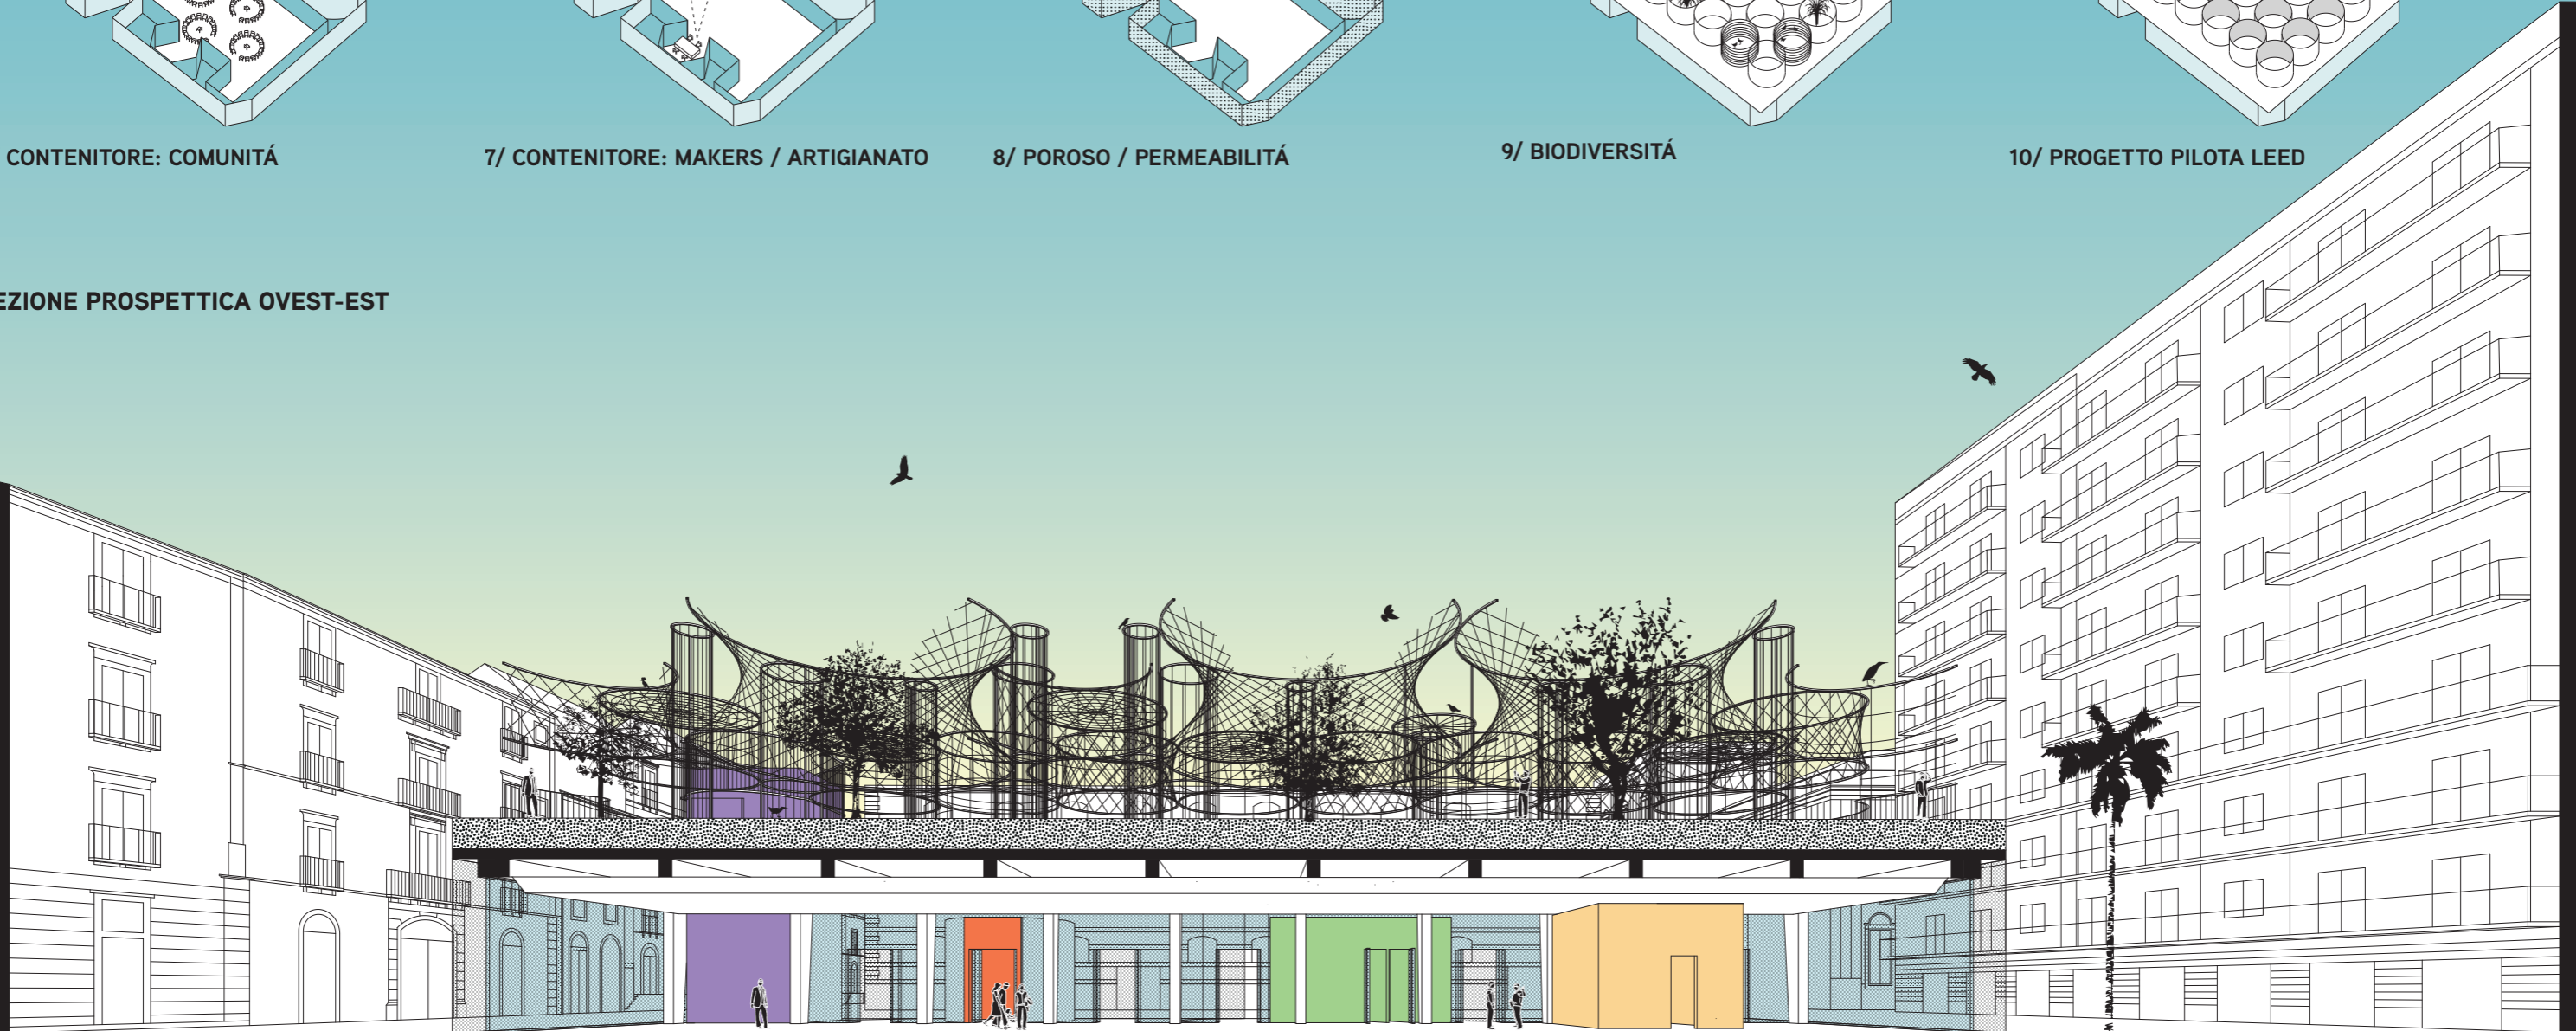 CONTENITORE: COMUNITÁ
7/ CONTENITORE: MAKERS / ARTIGIANATO
8/ POROSO / PERMEABILITÁ
9/ BIODIVERSITÁ
10/ PROGETTO PILOTA LEED
EZIONE PROSPETTICA OVEST-EST